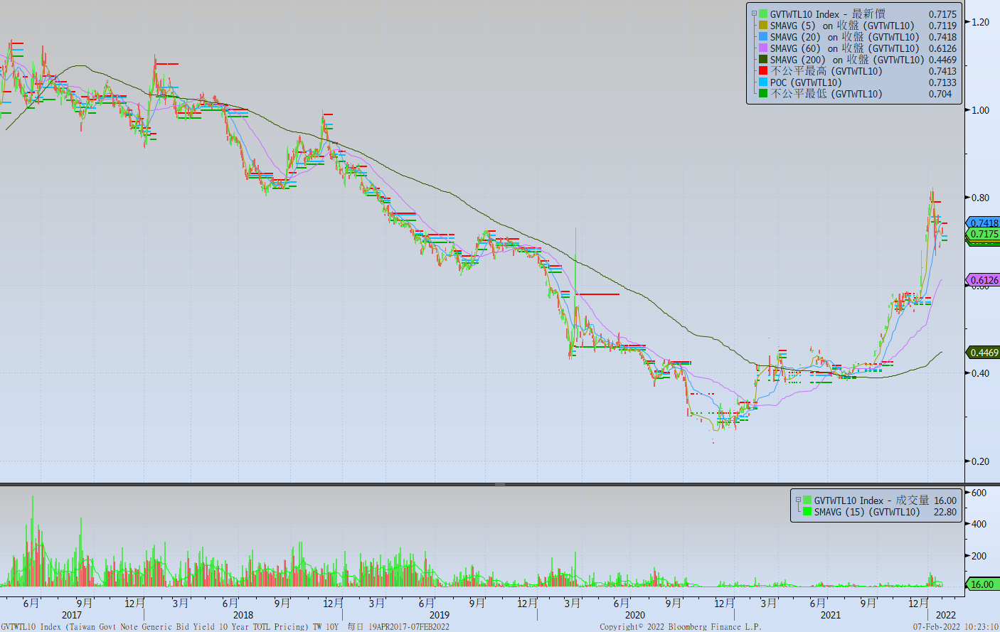 GVTWTL10 Index - 最新價 0.7175
SMAVG (5) on 收盤 (GVTWTL10) 0.7119
SMAVG (20) on 收盤 (GVTWTL10) 0.7418
SMAVG (60) on 收盤 (GVTWTL10) 0.6126
SMAVG (200) on 收盤 (GVTWTL10) 0.4469
不公平最高 (GVTWTL10) 0.7413
POC (GVTWTL10) 0.7133
不公平最低 (GVTWTL10) 0.704
1.20
1.00
0.80
0.7418
0.7175
0.6126
0.4469
0.40
0.20
GVTWTL10 Index - 成交量 16.00
SMAVG (15) (GVTWTL10) 22.80
600
400
200
16.00
6月 9月 12月 3月 6月 9月 12月 3月 6月 9月 12月 3月 6月 9月 12月 3月 6月 9月 12月
2017 2018 2019 2020 2021 2022
GVTWTL10 Index (Taiwan Govt Note Generic Bid Yield 10 Year TOTL Pricing) TW 10Y 每日 19APR2017-07FEB2022 Copyright© 2022 Bloomberg Finance L.P. 07-Feb-2022 10:23:10